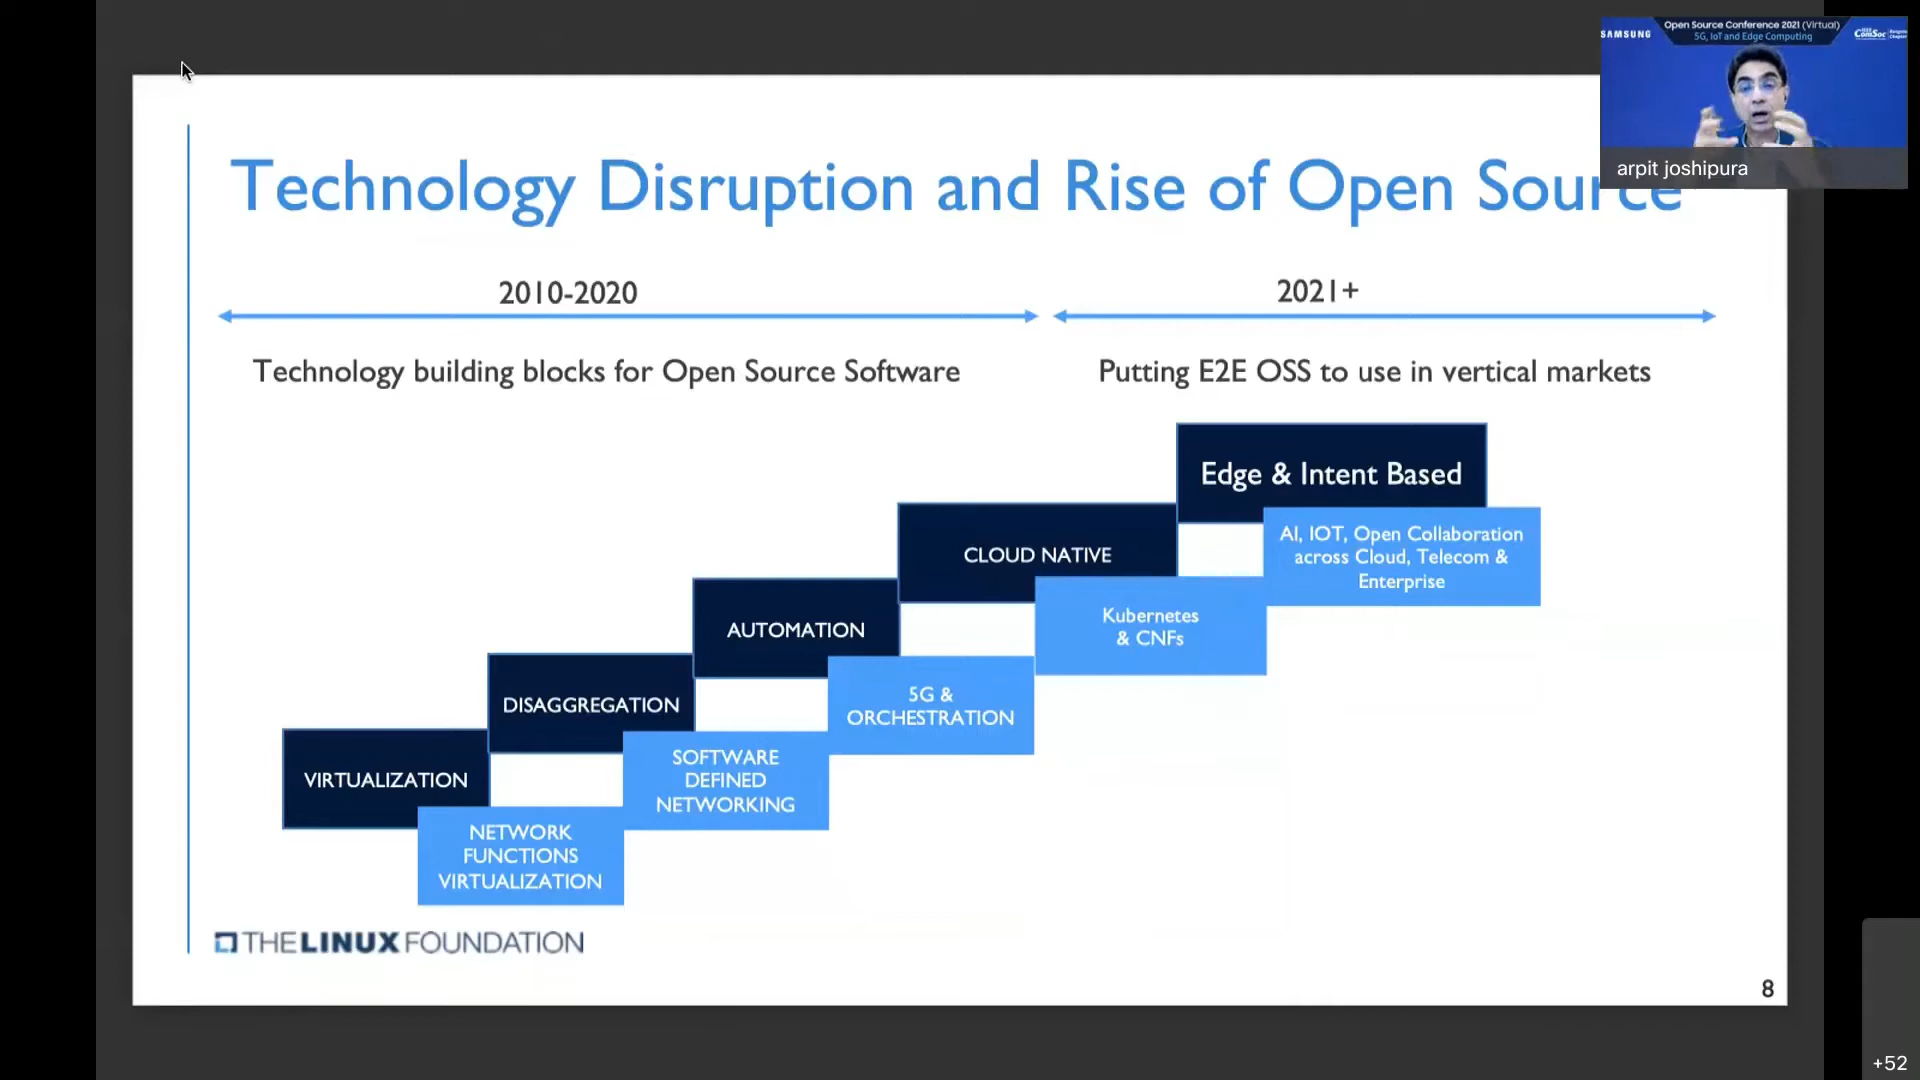 SAMSUNG
Open Source Conference 2021 (Virtual)
5G, IoT and Edge Computing
ComSoc
arpit joshipura
Technology Disruption and Rise of Open Source
2010-2020
2021+
Technology building blocks for Open Source Software
Putting E2E OSS to use in vertical markets
Edge & Intent Based
AI, IOT, Open Collaboration
across Cloud, Telecom &
Enterprise
CLOUD NATIVE
Kubernetes
& CNFs
AUTOMATION
5G &
ORCHESTRATION
DISAGGREGATION
SOFTWARE
DEFINED
NETWORKING
VIRTUALIZATION
NETWORK
FUNCTIONS
VIRTUALIZATION
THE LINUX FOUNDATION
8
+52